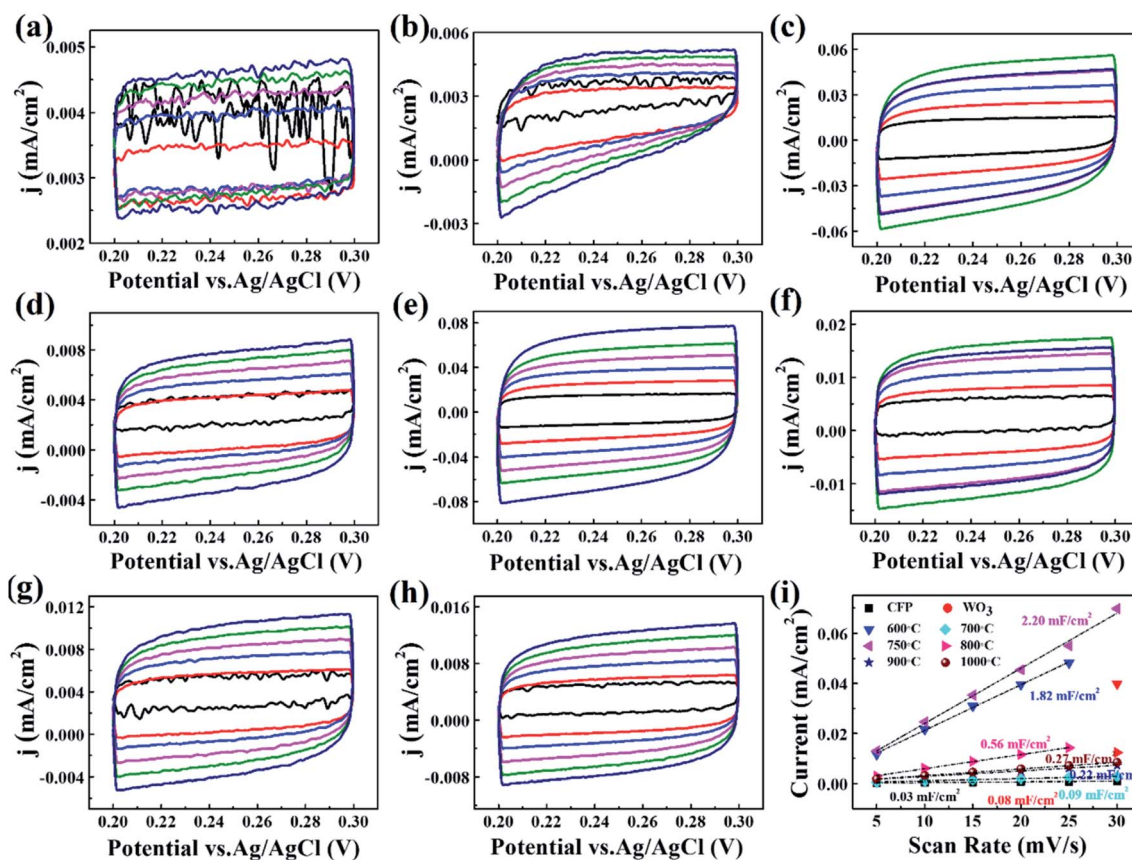 (a)
0.005
0.004
0.003
0.002
j (mA/cm²)
0.20 0.22 0.24 0.26 0.28 0.30
Potential vs.Ag/AgCl (V)
(b)
0.006
0.003
0.000
-0.003
j (mA/cm²)
0.20 0.22 0.24 0.26 0.28 0.30
Potential vs.Ag/AgCl (V)
(c)
0.06
0.03
0.00
-0.03
-0.06
j (mA/cm²)
0.20 0.22 0.24 0.26 0.28 0.30
Potential vs.Ag/AgCl (V)
(d)
0.008
0.004
0.000
-0.004
j (mA/cm²)
0.20 0.22 0.24 0.26 0.28 0.30
Potential vs.Ag/AgCl (V)
(e)
0.08
0.04
0.00
-0.04
-0.08
j (mA/cm²)
0.20 0.22 0.24 0.26 0.28 0.30
Potential vs.Ag/AgCl (V)
(f)
0.02
0.01
0.00
-0.01
j (mA/cm²)
0.20 0.22 0.24 0.26 0.28 0.30
Potential vs.Ag/AgCl (V)
(g)
0.012
0.008
0.004
0.000
-0.004
j (mA/cm²)
0.20 0.22 0.24 0.26 0.28 0.30
Potential vs.Ag/AgCl (V)
(h)
0.016
0.008
0.000
-0.008
j (mA/cm²)
0.20 0.22 0.24 0.26 0.28 0.30
Potential vs.Ag/AgCl (V)
(i)
CFP WO₃
600°C 700°C
750°C 800°C
900°C 1000°C
2.20 mF/cm²
1.82 mF/cm²
0.56 mF/cm²
0.27 mF/cm
0.22 mF/cm
0.03 mF/cm²
0.08 mF/cm²
0.09 mF/cm²
0.06
0.04
0.02
0.00
Current (mA/cm²)
5 10 15 20 25 30
Scan Rate (mV/s)